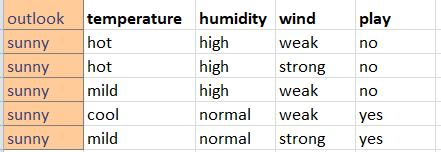 outlook temperature humidity wind play
sunny hot high weak no
sunny hot high strong no
sunny mild high weak no
sunny cool normal weak yes
sunny mild normal strong yes